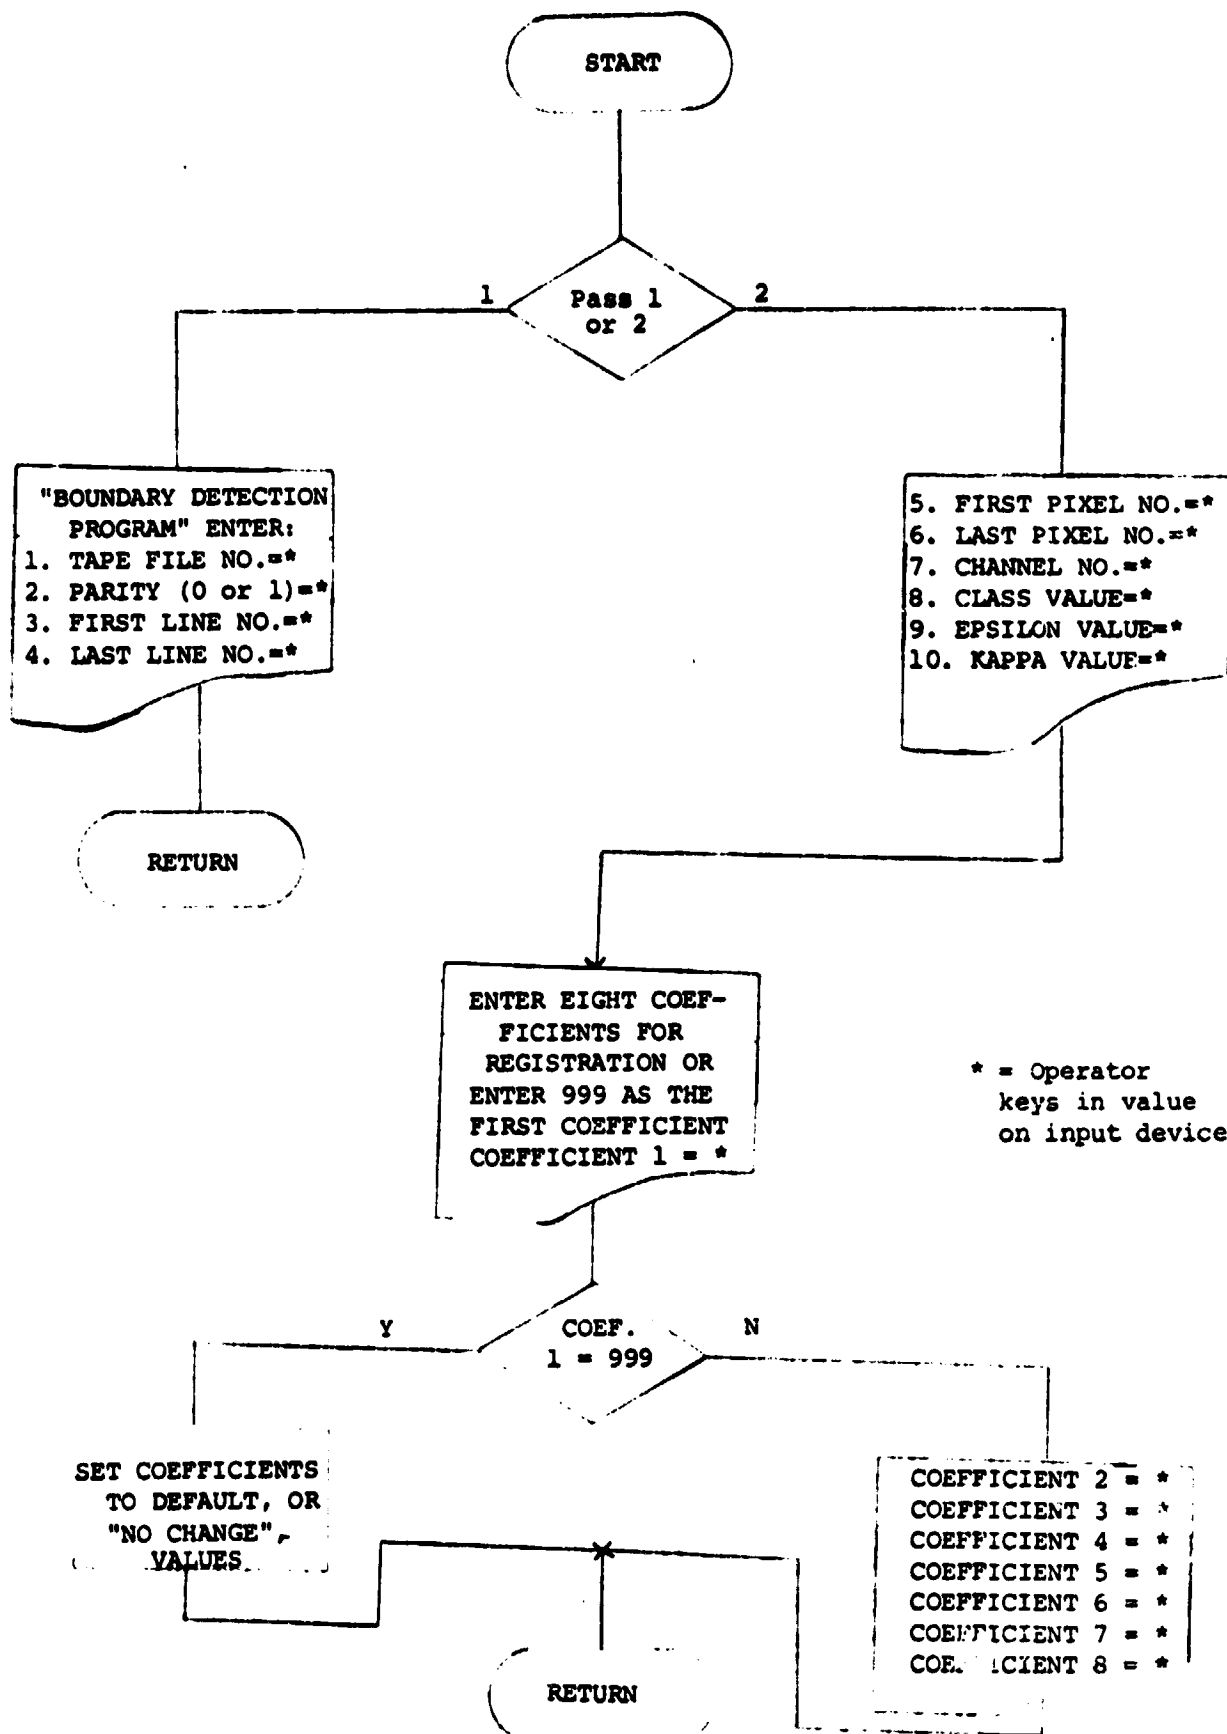 START
1
Pass 1
or 2
2
"BOUNDARY DETECTION
PROGRAM" ENTER:
1. TAPE FILE NO.=*
2. PARITY (0 or 1)=*
3. FIRST LINE NO.=*
4. LAST LINE NO.=*
5. FIRST PIXEL NO.=*
6. LAST PIXEL NO.=*
7. CHANNEL NO.=*
8. CLASS VALUE=*
9. EPSILON VALUE=*
10. KAPPA VALUE=*
RETURN
ENTER EIGHT COEF-
FICIENTS FOR
REGISTRATION OR
ENTER 999 AS THE
FIRST COEFFICIENT
COEFFICIENT 1 = *
* = Operator
keys in value
on input device
Y
COEF.
1 = 999
N
SET COEFFICIENTS
TO DEFAULT, OR
"NO CHANGE",
VALUES
COEFFICIENT 2 = *
COEFFICIENT 3 = *
COEFFICIENT 4 = *
COEFFICIENT 5 = *
COEFFICIENT 6 = *
COEFFICIENT 7 = *
COEFFICIENT 8 = *
RETURN